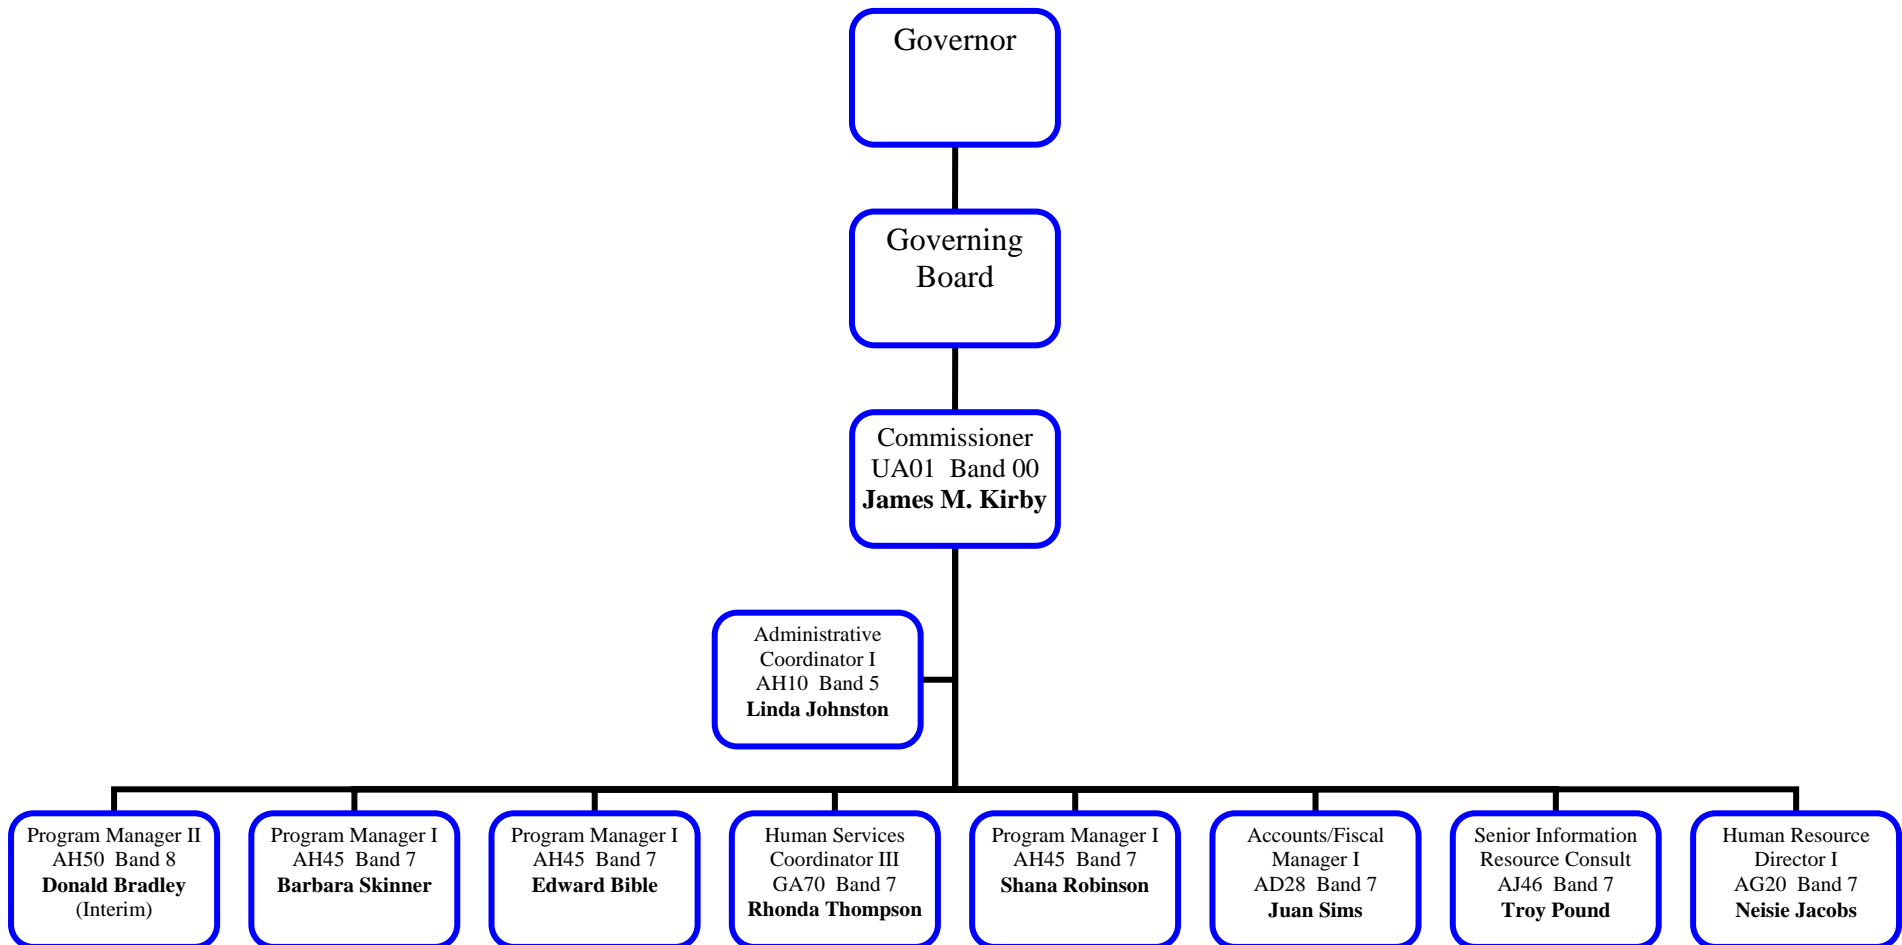 Governor
Governing
Board
Commissioner
UA01  Band 00
James M. Kirby
Administrative
Coordinator I
AH10  Band 5
Linda Johnston
Program Manager II
AH50  Band 8
Donald Bradley
(Interim)
Program Manager I
AH45  Band 7
Barbara Skinner
Program Manager I
AH45  Band 7
Edward Bible
Human Services
Coordinator III
GA70  Band 7
Rhonda Thompson
Program Manager I
AH45  Band 7
Shana Robinson
Accounts/Fiscal
Manager I
AD28  Band 7
Juan Sims
Senior Information
Resource Consult
AJ46  Band 7
Troy Pound
Human Resource
Director I
AG20  Band 7
Neisie Jacobs